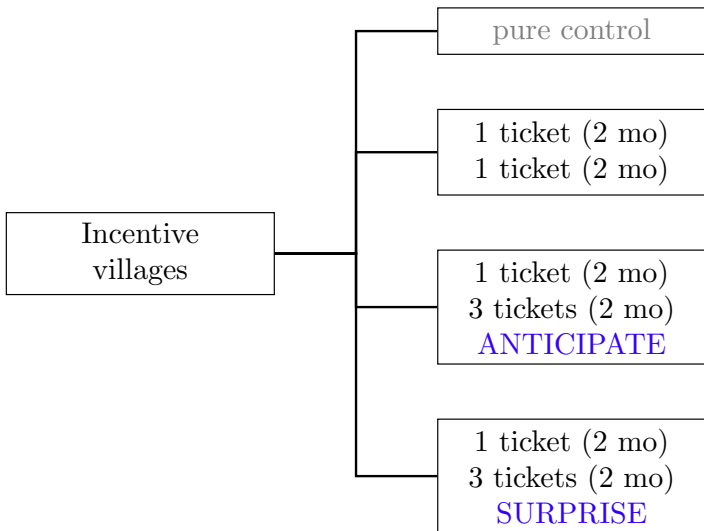 pure control
1 ticket (2 mo)
1 ticket (2 mo)
Incentive
villages
1 ticket (2 mo)
3 tickets (2 mo)
ANTICIPATE
1 ticket (2 mo)
3 tickets (2 mo)
SURPRISE